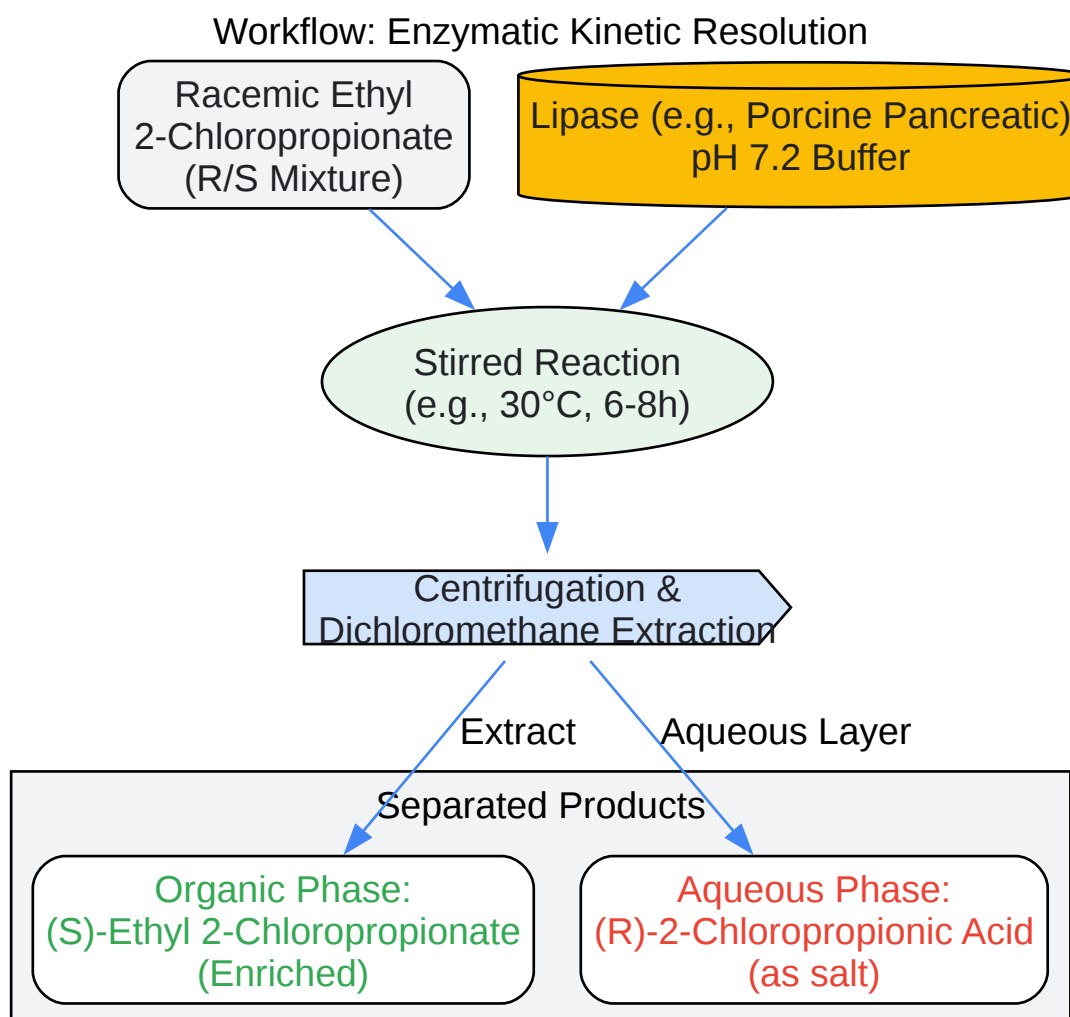 Workflow: Enzymatic Kinetic Resolution
Racemic Ethyl
2-Chloropropionate
(R/S Mixture)
Lipase (e.g., Porcine Pancreatic)
pH 7.2 Buffer
Stirred Reaction
(e.g., 30°C, 6-8h)
Centrifugation &
Dichloromethane Extraction
Extract
Aqueous Layer
Separated Products
Organic Phase:
(S)-Ethyl 2-Chloropropionate
(Enriched)
Aqueous Phase:
(R)-2-Chloropropionic Acid
(as salt)